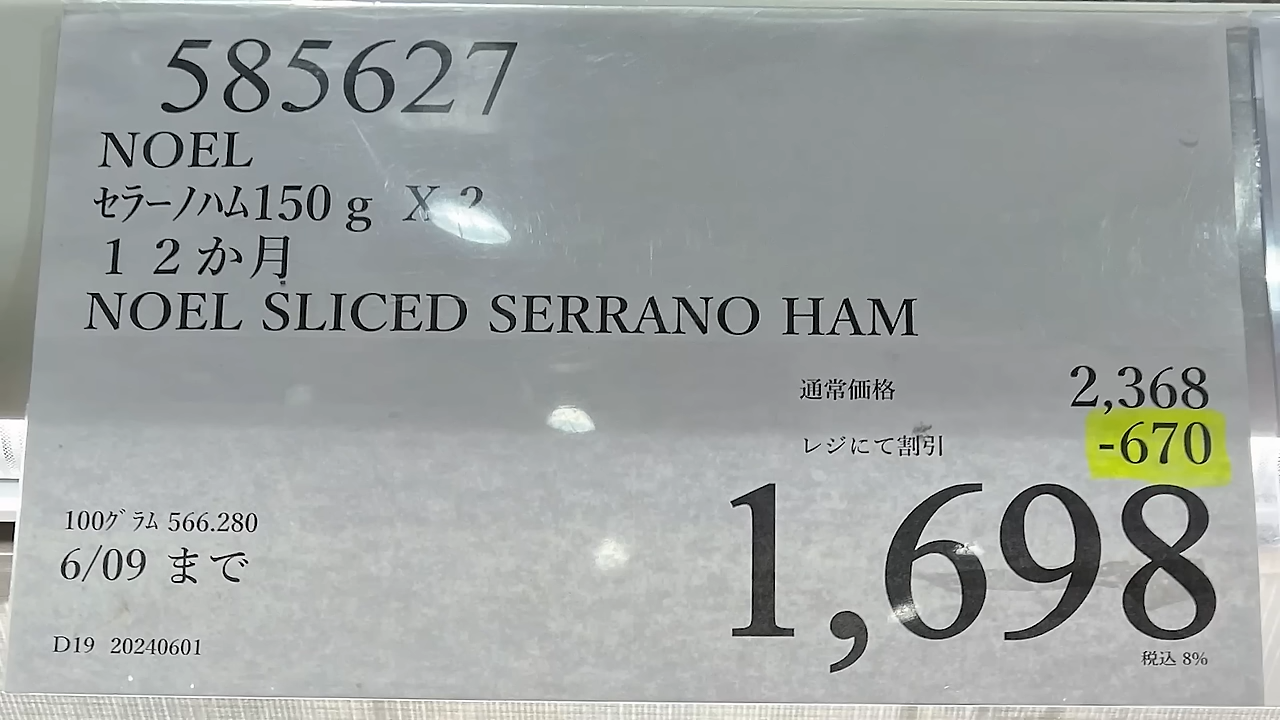 585627
NOEL
ｾﾗｰﾉﾊﾑ150ｇ X 2
１２か月
NOEL SLICED SERRANO HAM
通常価格 2,368
レジにて割引 -670
1,698
100ｸﾞﾗﾑ 566.280
6/09 まで
税込 8%
D19 20240601